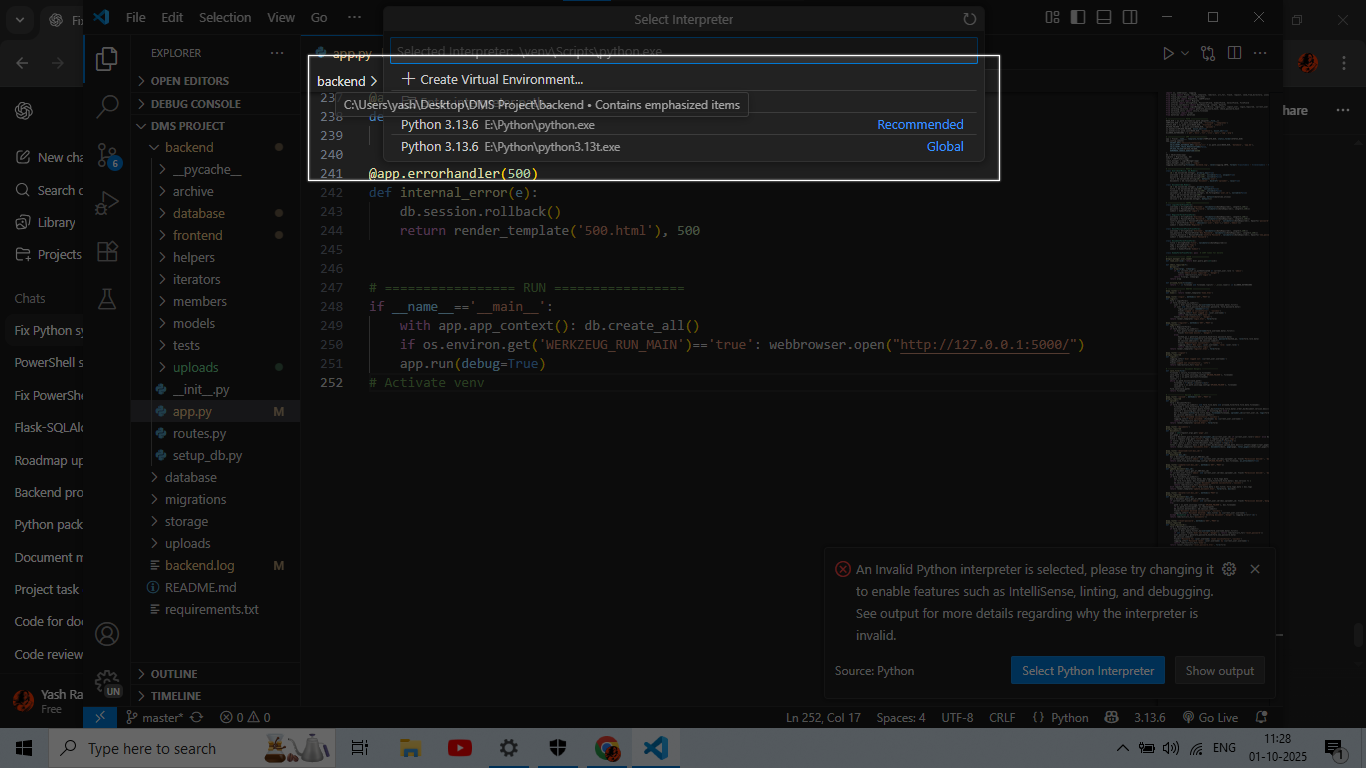 File Edit Selection View Go ···
Select Interpreter
Selected Interpreter: .\venv\Scripts\python.exe
+ Create Virtual Environment...
C:\Users\yash\Desktop\DMS Project\backend • Contains emphasized items
Python 3.13.6 E:\Python\python.exe Recommended
Python 3.13.6 E:\Python\python3.13t.exe Global
Fi
New cha
Search c
Library
Projects
Chats
Fix Python sy
PowerShell s
Fix PowerShe
Flask-SQLAlc
Roadmap up
Backend pro
Python pack
Document m
Project task
Code for doc
Code review
Yash Ra
Free
6
UN
EXPLORER ···
OPEN EDITORS
DEBUG CONSOLE
DMS PROJECT
backend
__pycache__
archive
database
frontend
helpers
iterators
members
models
tests
uploads
__init__.py
app.py M
routes.py
setup_db.py
database
migrations
storage
uploads
backend.log M
README.md
requirements.txt
OUTLINE
TIMELINE
app.py
backend >
237
238 de
239
240
241 @app.errorhandler(500)
242 def internal_error(e):
243 db.session.rollback()
244 return render_template('500.html'), 500
245
246
247 # ================= RUN =================
248 if __name__=='__main__':
249 with app.app_context(): db.create_all()
250 if os.environ.get('WERKZEUG_RUN_MAIN')=='true': webbrowser.open("http://127.0.0.1:5000/")
251 app.run(debug=True)
252 # Activate venv
hare ···
An Invalid Python interpreter is selected, please try changing it
to enable features such as IntelliSense, linting, and debugging.
See output for more details regarding why the interpreter is
invalid.
Source: Python Select Python Interpreter Show output
master* 0 0 Ln 252, Col 17 Spaces: 4 UTF-8 CRLF { } Python 3.13.6 Go Live
Type here to search ENG 11:28
01-10-2025 1